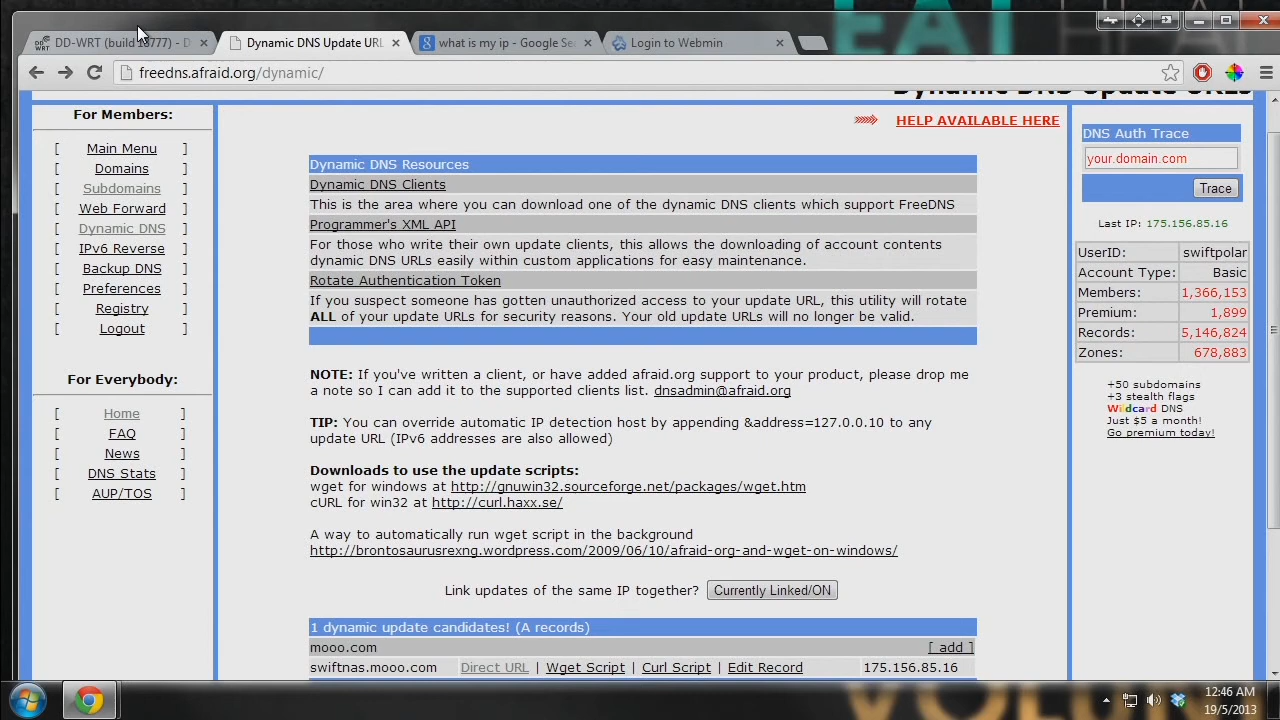 EAT HEAL
DD-WRT (build 777) - D
Dynamic DNS Update URL
what is my ip - Google Sea
Login to Webmin
freedns.afraid.org/dynamic/
Dynamic DNS Update URLs
For Members:
[ Main Menu ]
[ Domains ]
[ Subdomains ]
[ Web Forward ]
[ Dynamic DNS ]
[ IPv6 Reverse ]
[ Backup DNS ]
[ Preferences ]
[ Registry ]
[ Logout ]
For Everybody:
[ Home ]
[ FAQ ]
[ News ]
[ DNS Stats ]
[ AUP/TOS ]
HELP AVAILABLE HERE
Dynamic DNS Resources
Dynamic DNS Clients
This is the area where you can download one of the dynamic DNS clients which support FreeDNS
Programmer's XML API
For those who write their own update clients, this allows the downloading of account contents
dynamic DNS URLs easily within custom applications for easy maintenance.
Rotate Authentication Token
If you suspect someone has gotten unauthorized access to your update URL, this utility will rotate
ALL of your update URLs for security reasons. Your old update URLs will no longer be valid.
NOTE: If you've written a client, or have added afraid.org support to your product, please drop me
a note so I can add it to the supported clients list. dnsadmin@afraid.org
TIP: You can override automatic IP detection host by appending &address=127.0.0.10 to any
update URL (IPv6 addresses are also allowed)
Downloads to use the update scripts:
wget for windows at http://gnuwin32.sourceforge.net/packages/wget.htm
cURL for win32 at http://curl.haxx.se/
A way to automatically run wget script in the background
http://brontosaurusrexng.wordpress.com/2009/06/10/afraid-org-and-wget-on-windows/
Link updates of the same IP together? Currently Linked/ON
1 dynamic update candidates! (A records)
mooo.com [ add ]
swiftnas.mooo.com Direct URL | Wget Script | Curl Script | Edit Record 175.156.85.16
DNS Auth Trace
your.domain.com
Trace
Last IP: 175.156.85.16
UserID: swiftpolar
Account Type: Basic
Members: 1,366,153
Premium: 1,899
Records: 5,146,824
Zones: 678,883
+50 subdomains
+3 stealth flags
Wildcard DNS
Just $5 a month!
Go premium today!
12:46 AM
19/5/2013